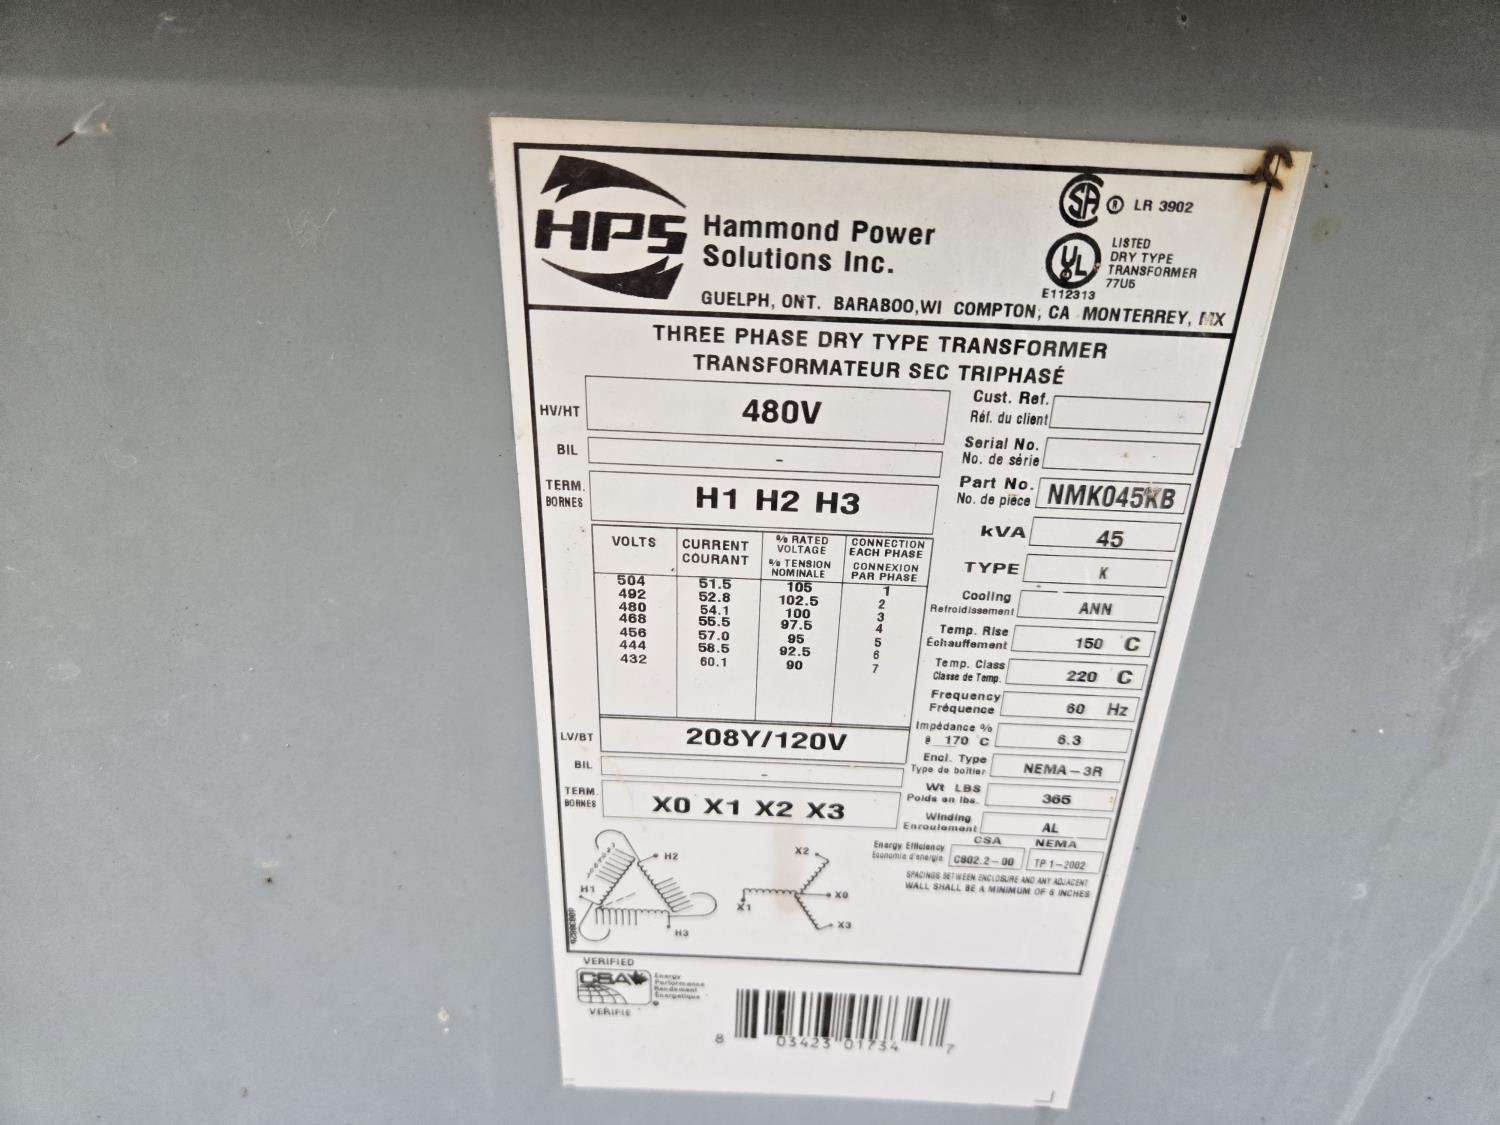 HPS
Hammond Power
Solutions Inc.
SA ® LR 3902
UL
LISTED
DRY TYPE
TRANSFORMER
77U5
E112313
GUELPH, ONT. BARABOO,WI COMPTON, CA MONTERREY, MX
THREE PHASE DRY TYPE TRANSFORMER
TRANSFORMATEUR SEC TRIPHASÉ
HV/HT 480V
BIL -
TERM.
BORNES
H1 H2 H3
VOLTS
CURRENT
COURANT
% RATED
VOLTAGE
% TENSION
NOMINALE
CONNECTION
EACH PHASE
CONNEXION
PAR PHASE
504 51.5 105 1
492 52.8 102.5 2
480 54.1 100 3
468 55.5 97.5 4
456 57.0 95 5
444 58.5 92.5 6
432 60.1 90 7
LV/BT 208Y/120V
BIL -
TERM.
BORNES
X0 X1 X2 X3
Cust. Ref.
Réf. du client
Serial No.
No. de série
Part No.
No. de pièce
NMK045KB
kVA 45
TYPE K
Cooling
Refroidissement
ANN
Temp. Rise
Échauffement
150 C
Temp. Class
Classe de Temp.
220 C
Frequency
Fréquence
60 Hz
Impédance %
@ 170 C
6.3
Encl. Type
Type de boîtier
NEMA-3R
Wt LBS
Poids en lbs.
365
Winding
Enroulement
AL
CSA NEMA
Energy Efficiency
Économie d'énergie
C802.2-00 TP 1-2002
SPACINGS BETWEEN ENCLOSURE AND ANY ADJACENT
WALL SHALL BE A MINIMUM OF 6 INCHES
H1
H2
H3
X2
X0
X1
X3
VERIFIED
CSA
Energy
Performance
Rendement
Énergétique
VERIFIÉ
8 03423 01734 7